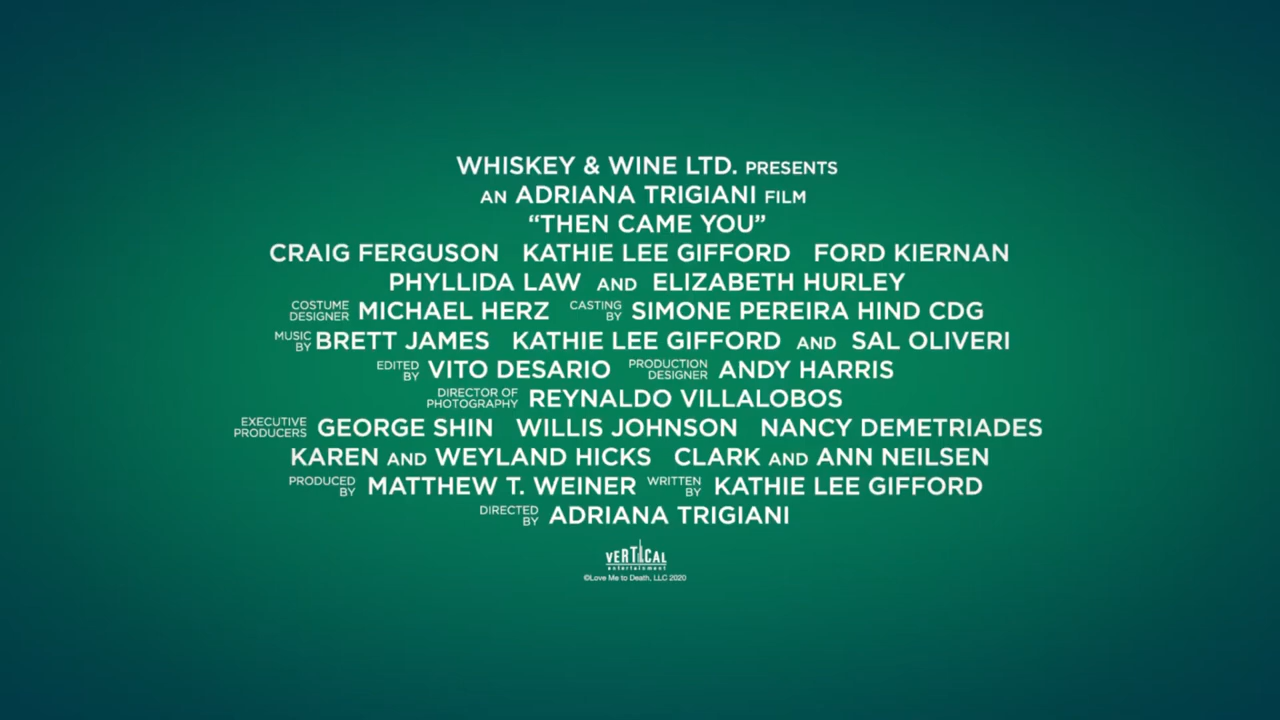 WHISKEY & WINE LTD. PRESENTS
AN ADRIANA TRIGIANI FILM
“THEN CAME YOU”
CRAIG FERGUSON KATHIE LEE GIFFORD FORD KIERNAN
PHYLLIDA LAW AND ELIZABETH HURLEY
COSTUME DESIGNER MICHAEL HERZ CASTING BY SIMONE PEREIRA HIND CDG
MUSIC BY BRETT JAMES KATHIE LEE GIFFORD AND SAL OLIVERI
EDITED BY VITO DESARIO PRODUCTION DESIGNER ANDY HARRIS
DIRECTOR OF PHOTOGRAPHY REYNALDO VILLALOBOS
EXECUTIVE PRODUCERS GEORGE SHIN WILLIS JOHNSON NANCY DEMETRIADES
KAREN AND WEYLAND HICKS CLARK AND ANN NEILSEN
PRODUCED BY MATTHEW T. WEINER WRITTEN BY KATHIE LEE GIFFORD
DIRECTED BY ADRIANA TRIGIANI
VERTICAL
entertainment
©Love Me to Death, LLC 2020